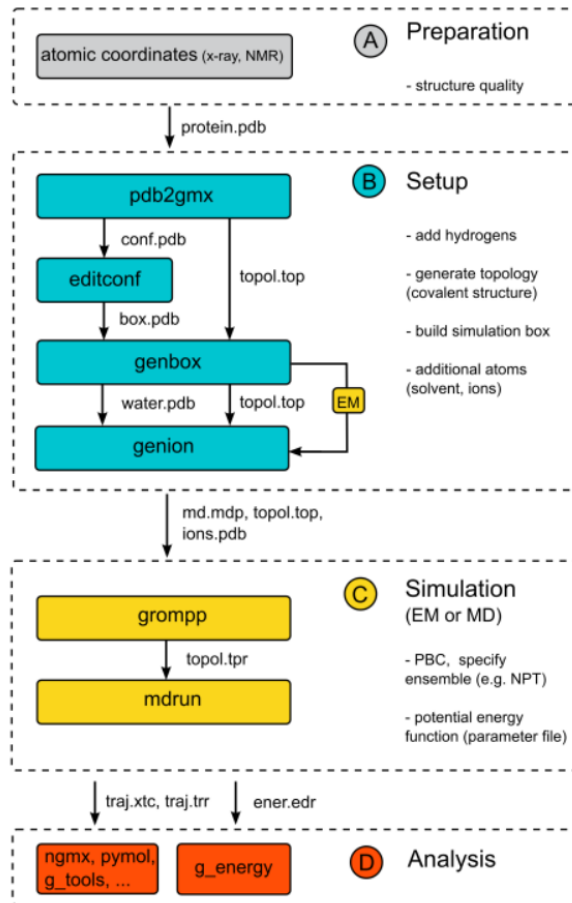 A Preparation
atomic coordinates (x-ray, NMR)
- structure quality
protein.pdb
B Setup
pdb2gmx
conf.pdb
- add hydrogens
editconf
topol.top
- generate topology
(covalent structure)
box.pdb
- build simulation box
genbox
- additional atoms
(solvent, ions)
water.pdb
topol.top
EM
genion
md.mdp, topol.top,
ions.pdb
C Simulation
(EM or MD)
grompp
- PBC, specify
ensemble (e.g. NPT)
topol.tpr
mdrun
- potential energy
function (parameter file)
traj.xtc, traj.trr
ener.edr
ngmx, pymol,
g_tools, ...
g_energy
D Analysis